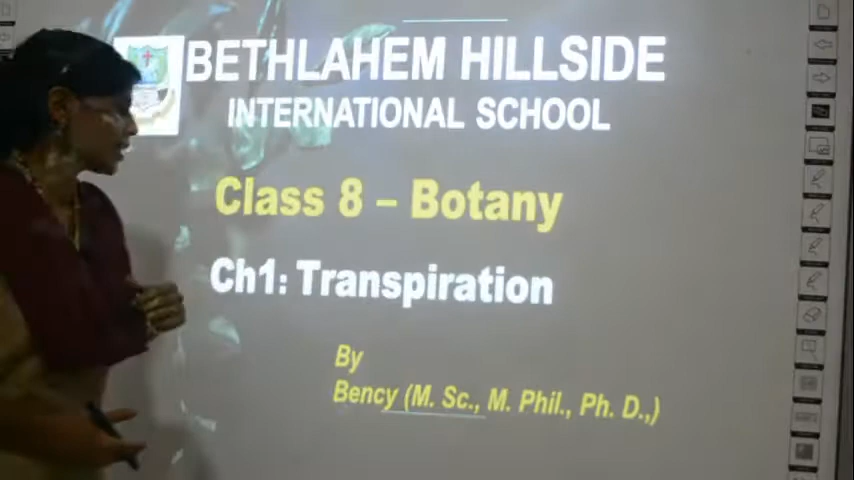 BETHLAHEM HILLSIDE
INTERNATIONAL SCHOOL
Class 8 – Botany
Ch1: Transpiration
By
Bency (M. Sc., M. Phil., Ph. D.,)